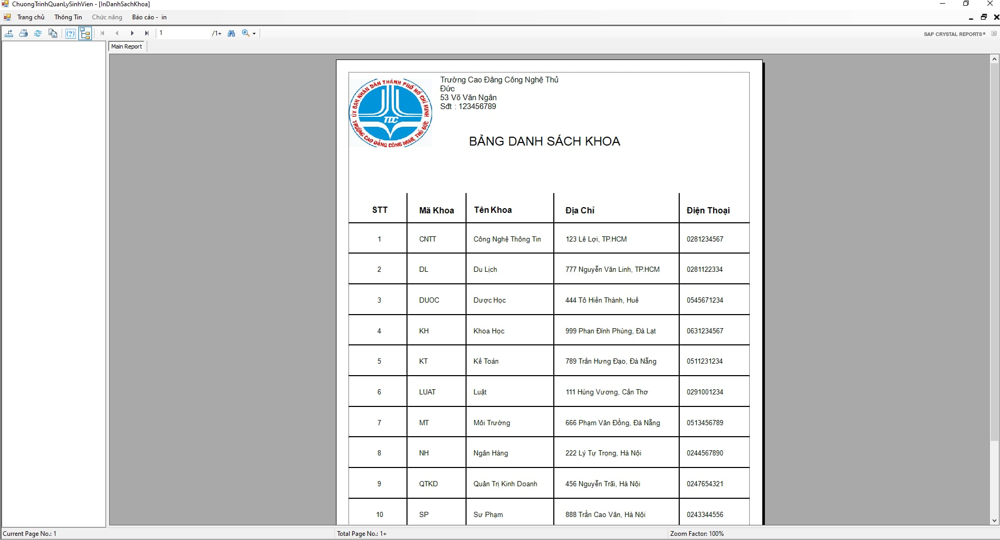 ChuongTrinhQuanLySinhVien - [InDanhSachKhoa]
Trang chủ Thông Tin Chức năng Báo cáo - in
1 /1+
SAP CRYSTAL REPORTS®
Main Report
ỦY BAN NHÂN DÂN THÀNH PHỐ HỒ CHÍ MINH
TDC
TRƯỜNG CAO ĐẲNG CÔNG NGHỆ THỦ ĐỨC
Trường Cao Đẳng Công Nghệ Thủ
Đức
53 Võ Văn Ngân
Sđt : 123456789
BẢNG DANH SÁCH KHOA
STT Mã Khoa Tên Khoa Địa Chỉ Điện Thoại
1 CNTT Công Nghệ Thông Tin 123 Lê Lợi, TP.HCM 0281234567
2 DL Du Lịch 777 Nguyễn Văn Linh, TP.HCM 0281122334
3 DUOC Dược Học 444 Tô Hiến Thành, Huế 0545671234
4 KH Khoa Học 999 Phan Đình Phùng, Đà Lạt 0631234567
5 KT Kế Toán 789 Trần Hưng Đạo, Đà Nẵng 0511231234
6 LUAT Luật 111 Hùng Vương, Cần Thơ 0291001234
7 MT Môi Trường 666 Phạm Văn Đồng, Đà Nẵng 0513456789
8 NH Ngân Hàng 222 Lý Tự Trọng, Hà Nội 0244567890
9 QTKD Quản Trị Kinh Doanh 456 Nguyễn Trãi, Hà Nội 0247654321
10 SP Sư Phạm 888 Trần Cao Vân, Hà Nội 0243344556
Current Page No.: 1 Total Page No.: 1+ Zoom Factor: 100%